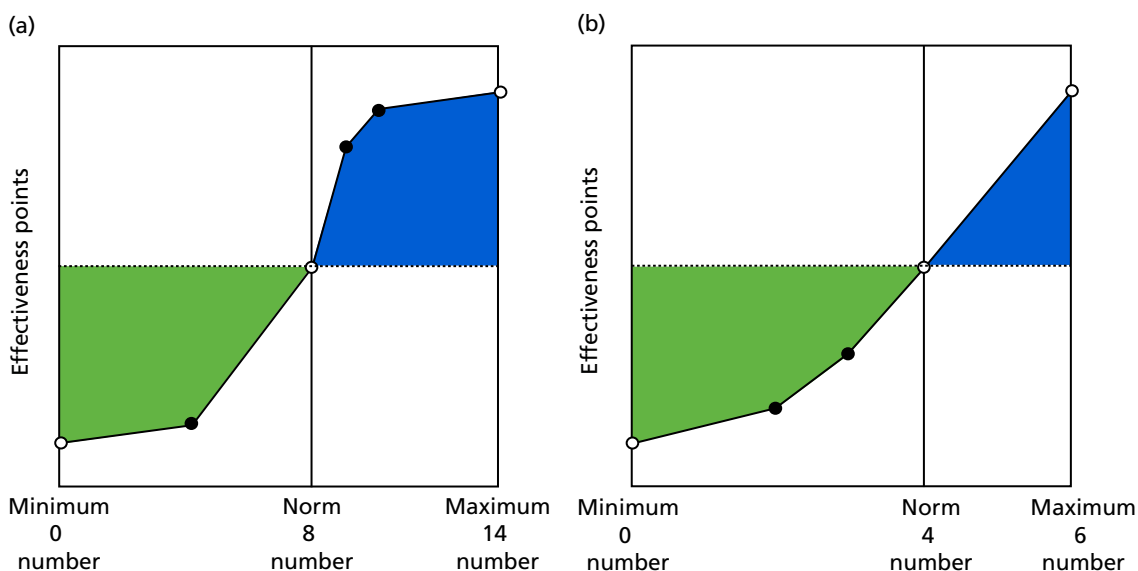 (a)
Effectiveness points
Minimum
0
number
Norm
8
number
Maximum
14
number
(b)
Effectiveness points
Minimum
0
number
Norm
4
number
Maximum
6
number